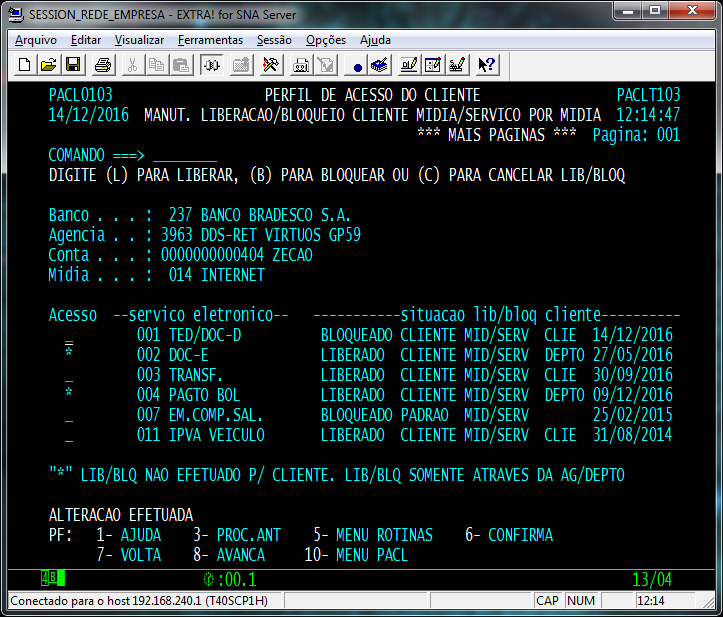 SESSION_REDE_EMPRESA - EXTRA! for SNA Server
Arquivo Editar Visualizar Ferramentas Sessão Opções Ajuda
PACL0103 PERFIL DE ACESSO DO CLIENTE PACLT103
14/12/2016 MANUT. LIBERACAO/BLOQUEIO CLIENTE MIDIA/SERVICO POR MIDIA 12:14:47
*** MAIS PAGINAS *** Pagina: 001
COMANDO ===> ________
DIGITE (L) PARA LIBERAR, (B) PARA BLOQUEAR OU (C) PARA CANCELAR LIB/BLOQ
Banco . . . : 237 BANCO BRADESCO S.A.
Agencia . . : 3963 DDS-RET VIRTUOS GP59
Conta . . . : 0000000000404 ZECAO
Midia . . . : 014 INTERNET
Acesso --servico eletronico-- -----------situacao lib/bloq cliente----------
_ 001 TED/DOC-D BLOQUEADO CLIENTE MID/SERV CLIE 14/12/2016
* 002 DOC-E LIBERADO CLIENTE MID/SERV DEPTO 27/05/2016
_ 003 TRANSF. LIBERADO CLIENTE MID/SERV CLIE 30/09/2016
* 004 PAGTO BOL LIBERADO CLIENTE MID/SERV DEPTO 09/12/2016
_ 007 EM.COMP.SAL. BLOQUEADO PADRAO MID/SERV 25/02/2015
_ 011 IPVA VEICULO LIBERADO CLIENTE MID/SERV CLIE 31/08/2014
"*" LIB/BLQ NAO EFETUADO P/ CLIENTE. LIB/BLQ SOMENTE ATRAVES DA AG/DEPTO
ALTERACAO EFETUADA
PF: 1- AJUDA 3- PROC.ANT 5- MENU ROTINAS 6- CONFIRMA
7- VOLTA 8- AVANCA 10- MENU PACL
4B :00.1 13/04
Conectado para o host 192.168.240.1 (T40SCP1H) CAP NUM 12:14